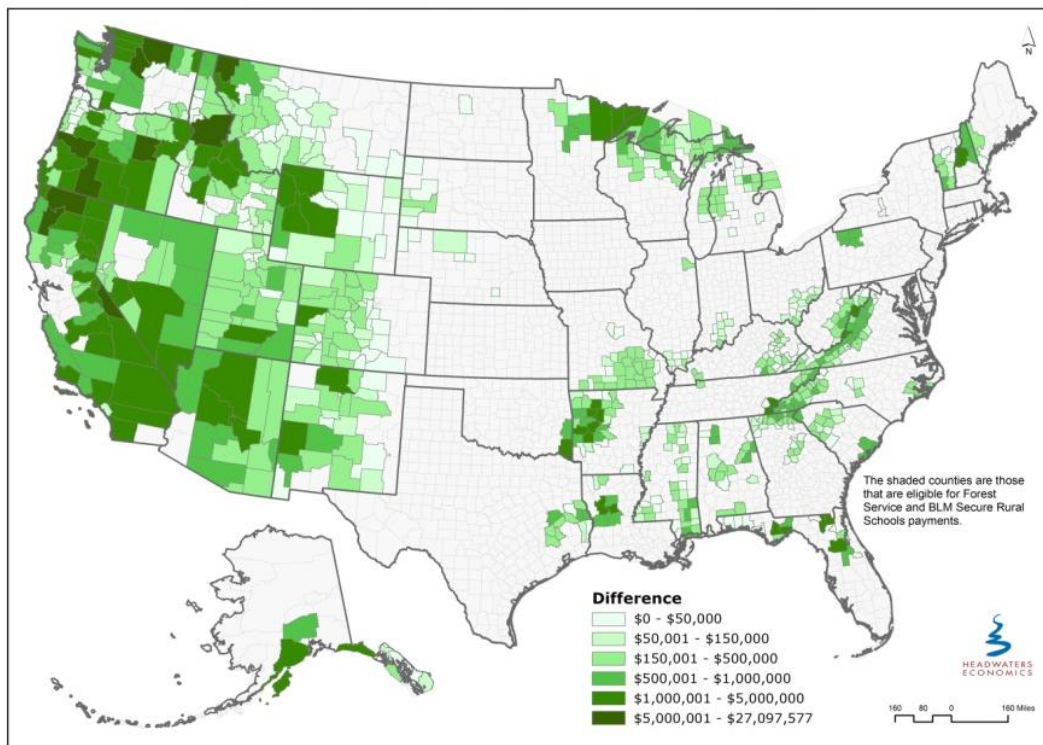 N
The shaded counties are those
that are eligible for Forest
Service and BLM Secure Rural
Schools payments.
Difference
$0 - $50,000
$50,001 - $150,000
$150,001 - $500,000
$500,001 - $1,000,000
$1,000,001 - $5,000,000
$5,000,001 - $27,097,577
HEADWATERS
ECONOMICS
160 80 0 160 Miles